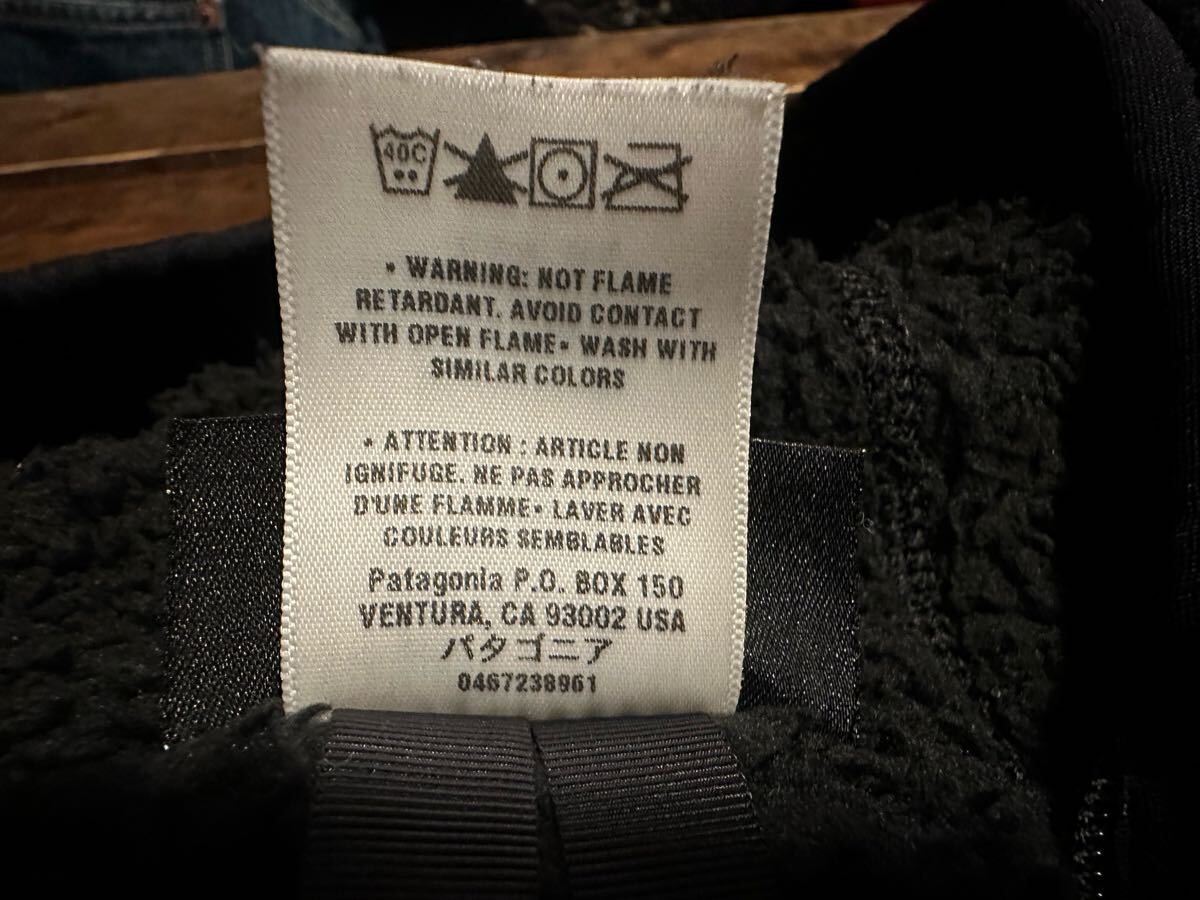 40C
• WARNING: NOT FLAME
RETARDANT. AVOID CONTACT
WITH OPEN FLAME• WASH WITH
SIMILAR COLORS
• ATTENTION : ARTICLE NON
IGNIFUGE. NE PAS APPROCHER
D'UNE FLAMME• LAVER AVEC
COULEURS SEMBLABLES
Patagonia P.O. BOX 150
VENTURA, CA 93002 USA
パタゴニア
0467238961